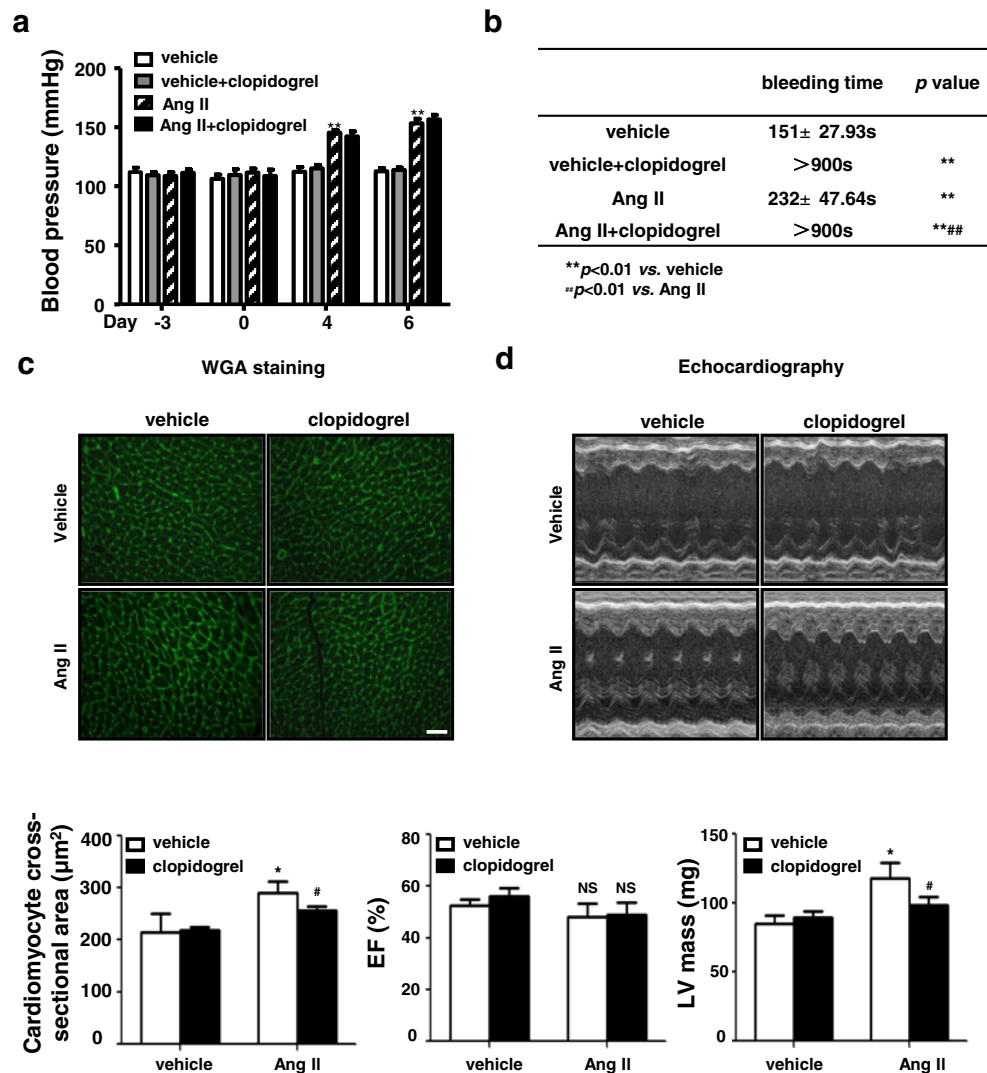 a
Blood pressure (mmHg)
200
150
100
50
0
vehicle
vehicle+clopidogrel
Ang II
Ang II+clopidogrel
**
**
Day -3 0 4 6
b
bleeding time p value
vehicle 151± 27.93s
vehicle+clopidogrel >900s **
Ang II 232± 47.64s **
Ang II+clopidogrel >900s **##
**p<0.01 vs. vehicle
##p<0.01 vs. Ang II
c
WGA staining
vehicle clopidogrel
Vehicle
Ang II
d
Echocardiography
vehicle clopidogrel
Vehicle
Ang II
Cardiomyocyte cross-
sectional area (µm²)
400
300
200
100
0
vehicle
clopidogrel
*
#
vehicle Ang II
EF (%)
80
60
40
20
0
vehicle
clopidogrel
NS NS
vehicle Ang II
LV mass (mg)
150
100
50
0
vehicle
clopidogrel
*
#
vehicle Ang II